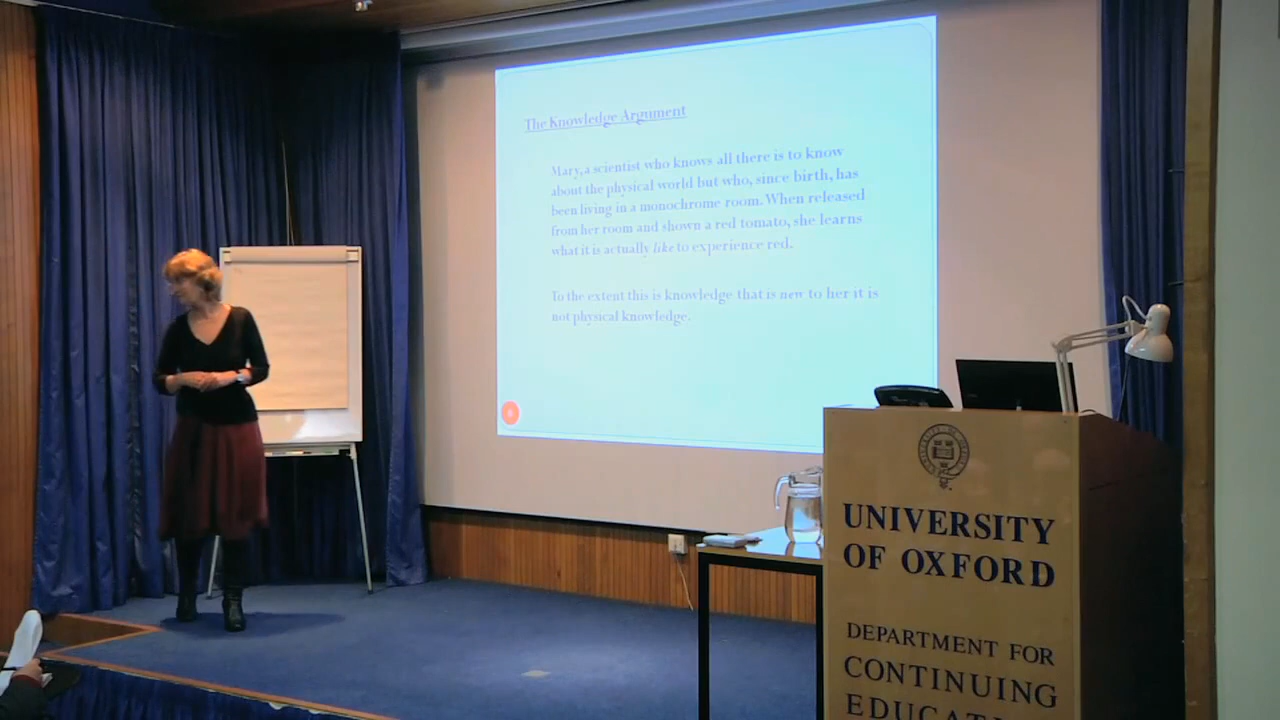 The Knowledge Argument
Mary, a scientist who knows all there is to know
about the physical world but who, since birth, has
been living in a monochrome room. When released
from her room and shown a red tomato, she learns
what it is actually like to experience red.
To the extent this is knowledge that is new to her it is
not physical knowledge.
UNIVERSITY
OF OXFORD
DEPARTMENT FOR
CONTINUING